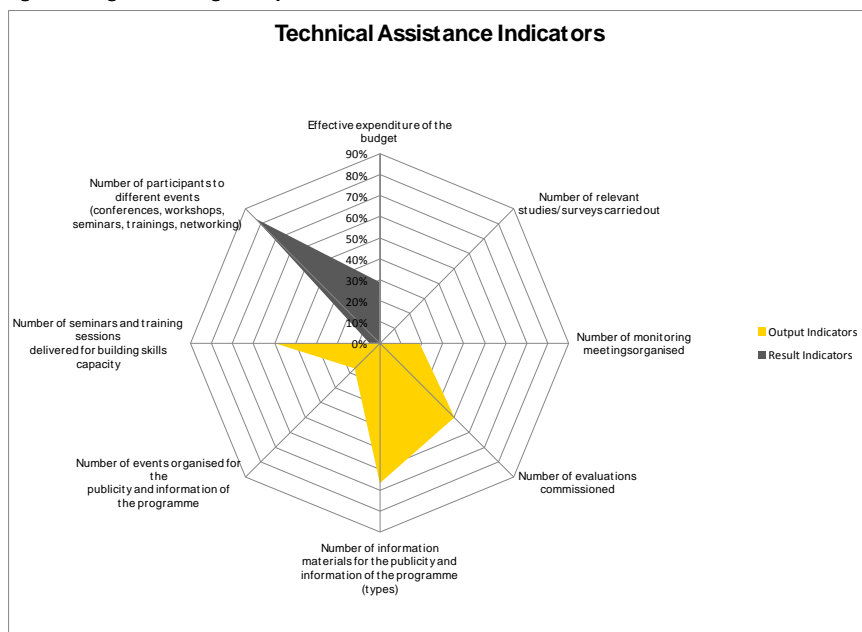 Technical Assistance Indicators
Effective expenditure of the
budget
90%
80%
70%
60%
50%
40%
30%
20%
10%
0%
Number of relevant
studies/surveys carried out
Number of monitoring
meetingsorganised
Number of evaluations
commissioned
Number of information
materials for the publicity and
information of the programme
(types)
Number of events organised for
the
publicity and information of
the programme
Number of seminars and training
sessions
delivered for building skills
capacity
Number of participants to
different events
(conferences, workshops,
seminars, trainings, networking)
Output Indicators
Result Indicators